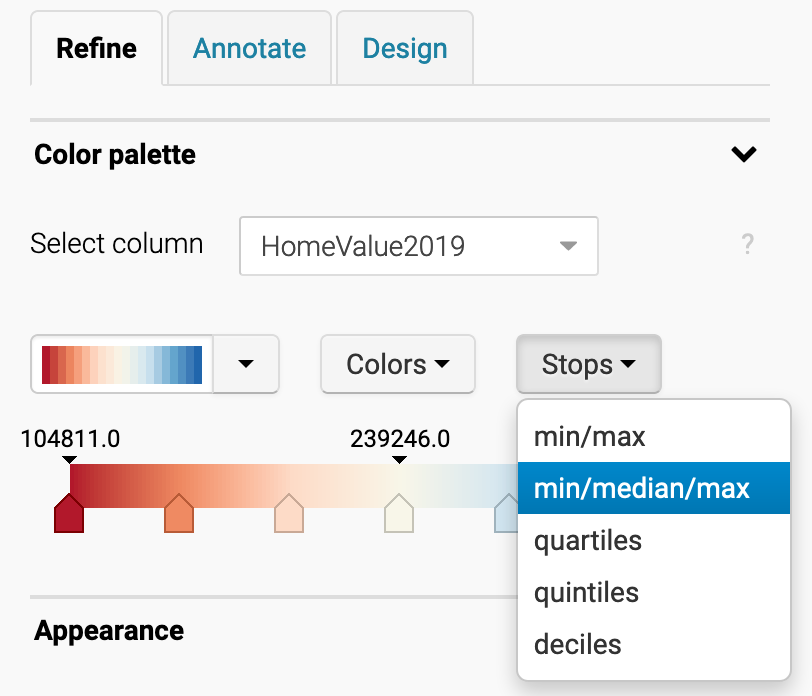 Refine
Annotate
Design
Color palette
Select column
HomeValue2019
?
Colors
Stops
104811.0
239246.0
min/max
min/median/max
quartiles
quintiles
deciles
Appearance